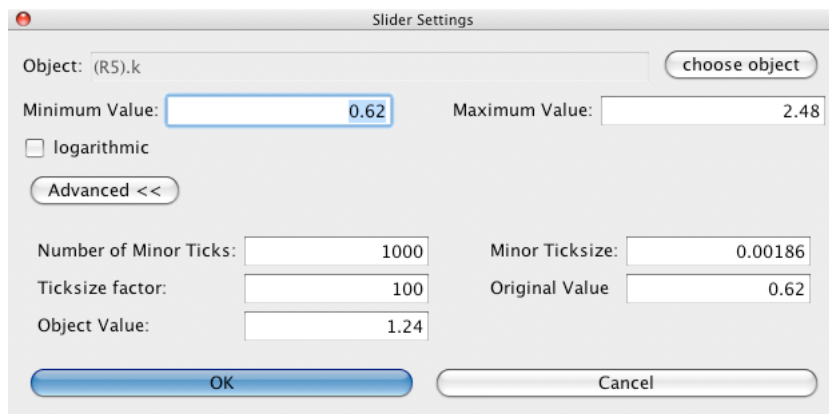 Slider Settings
Object: (R5).k choose object
Minimum Value: 0.62 Maximum Value: 2.48
logarithmic
Advanced <<
Number of Minor Ticks: 1000 Minor Ticksize: 0.00186
Ticksize factor: 100 Original Value 0.62
Object Value: 1.24
OK Cancel